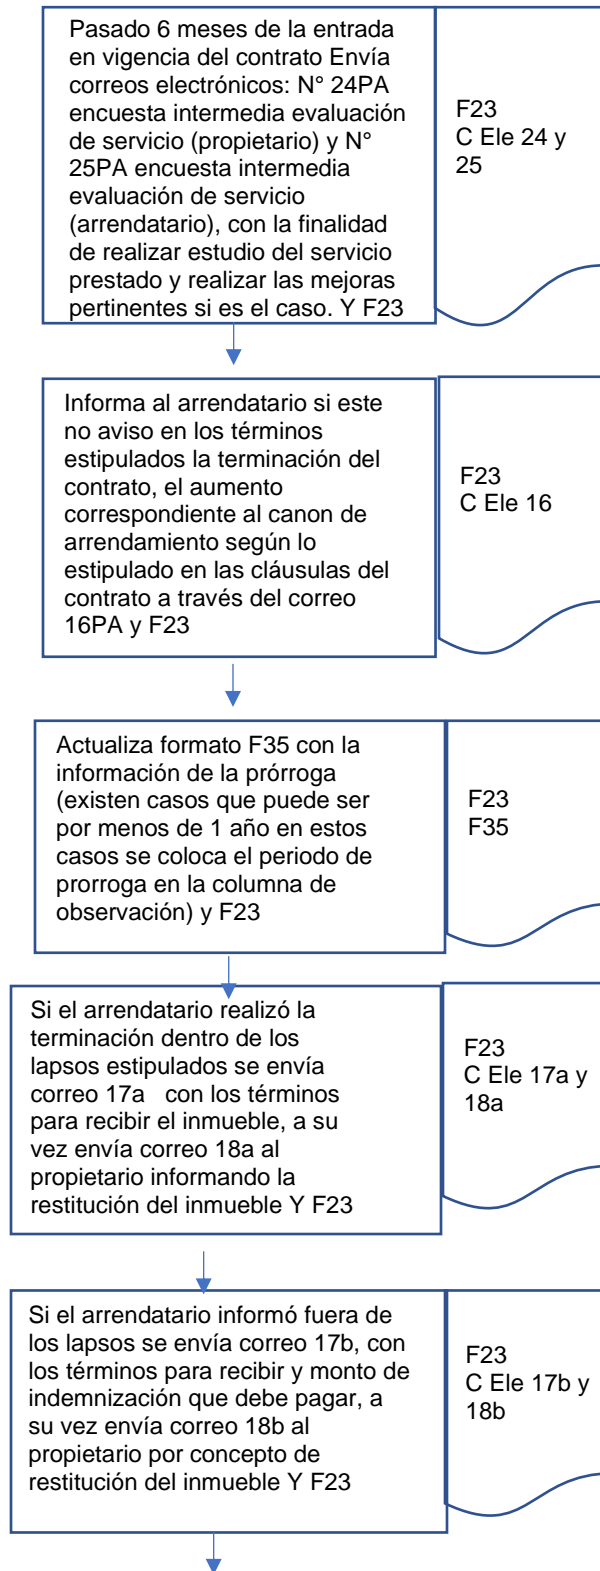 Pasado 6 meses de la entrada
en vigencia del contrato Envía
correos electrónicos: N° 24PA
encuesta intermedia evaluación
de servicio (propietario) y N°
25PA encuesta intermedia
evaluación de servicio
(arrendatario), con la finalidad
de realizar estudio del servicio
prestado y realizar las mejoras
pertinentes si es el caso. Y F23
F23
C Ele 24 y
25
Informa al arrendatario si este
no aviso en los términos
estipulados la terminación del
contrato, el aumento
correspondiente al canon de
arrendamiento según lo
estipulado en las cláusulas del
contrato a través del correo
16PA y F23
F23
C Ele 16
Actualiza formato F35 con la
información de la prórroga
(existen casos que puede ser
por menos de 1 año en estos
casos se coloca el periodo de
prorroga en la columna de
observación) y F23
F23
F35
Si el arrendatario realizó la
terminación dentro de los
lapsos estipulados se envía
correo 17a con los términos
para recibir el inmueble, a su
vez envía correo 18a al
propietario informando la
restitución del inmueble Y F23
F23
C Ele 17a y
18a
Si el arrendatario informó fuera de
los lapsos se envía correo 17b, con
los términos para recibir y monto de
indemnización que debe pagar, a
su vez envía correo 18b al
propietario por concepto de
restitución del inmueble Y F23
F23
C Ele 17b y
18b